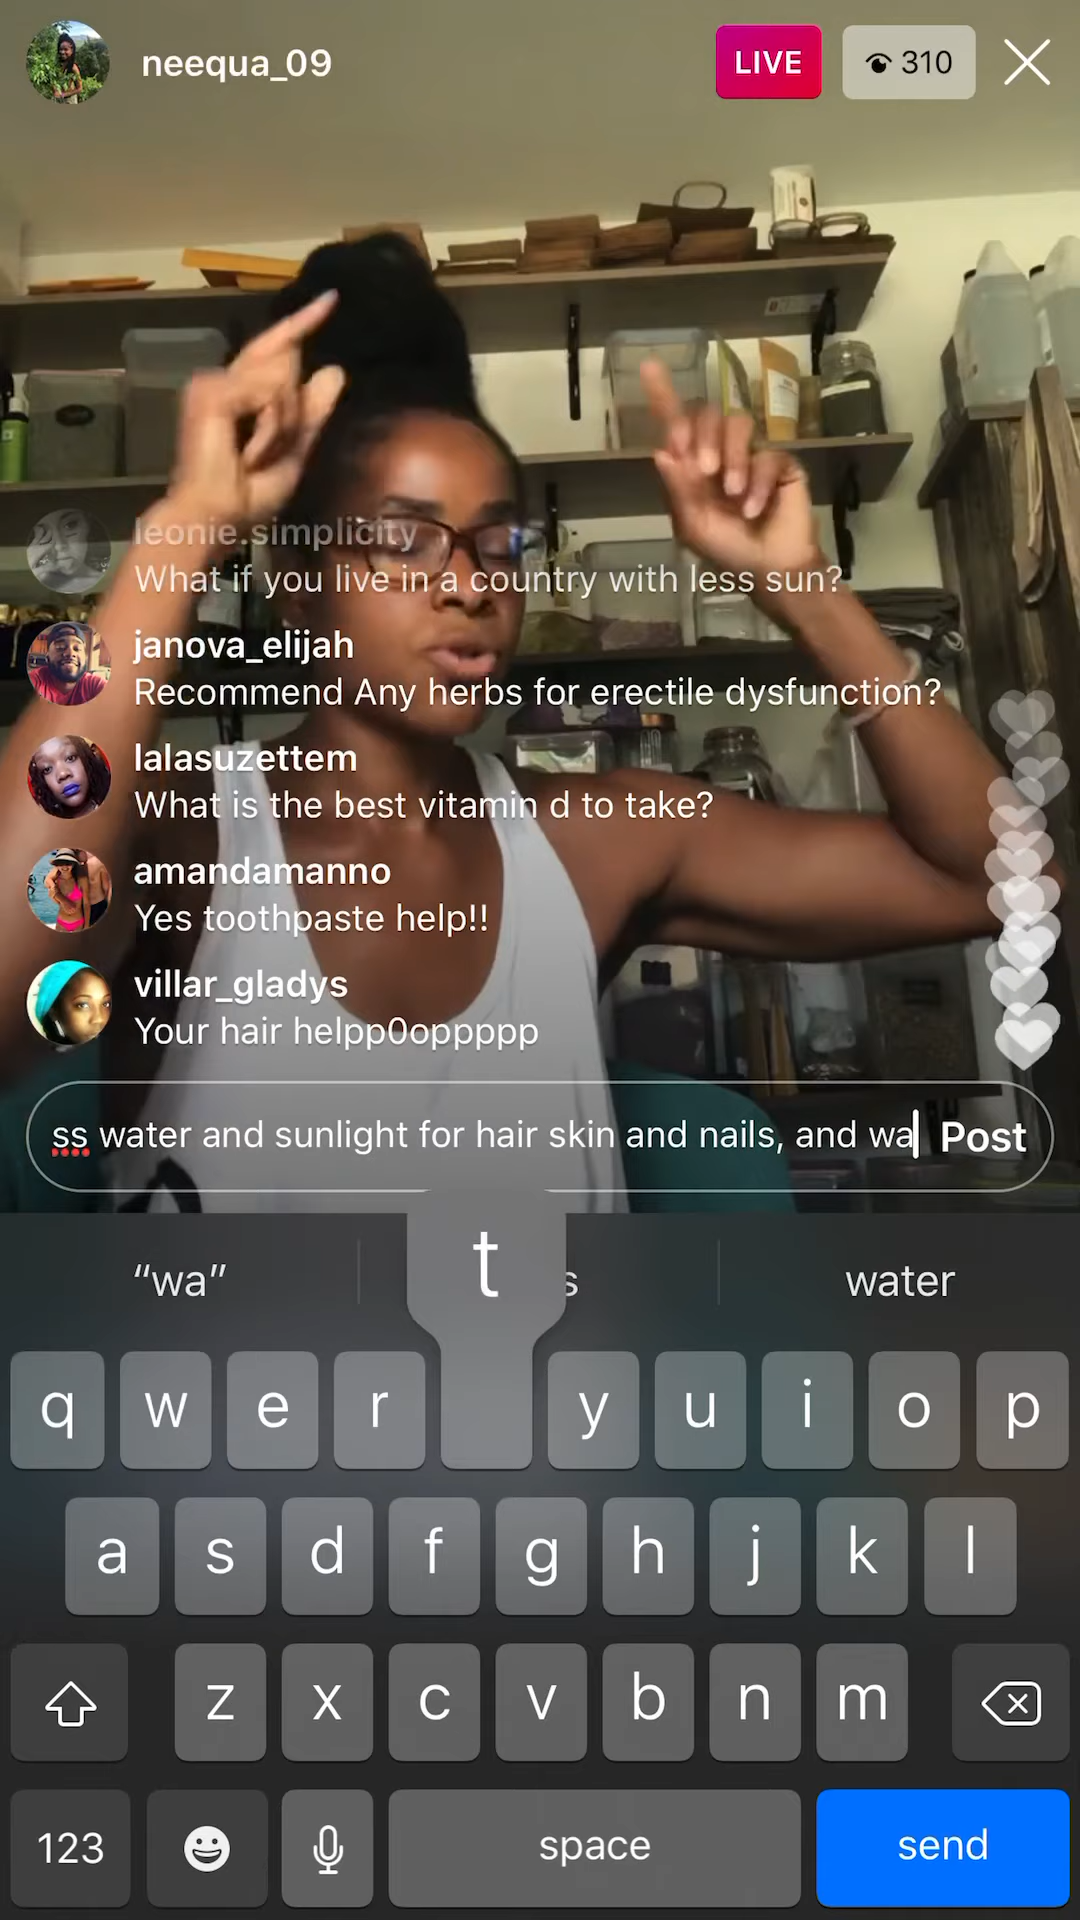 neequa_09
LIVE
310
leonie.simplicity
What if you live in a country with less sun?
janova_elijah
Recommend Any herbs for erectile dysfunction?
lalasuzettem
What is the best vitamin d to take?
amandamanno
Yes toothpaste help!!
villar_gladys
Your hair helpp0oppppp
ss water and sunlight for hair skin and nails, and wa Post
“wa” s water
t
q w e r y u i o p
a s d f g h j k l
z x c v b n m
123 space send